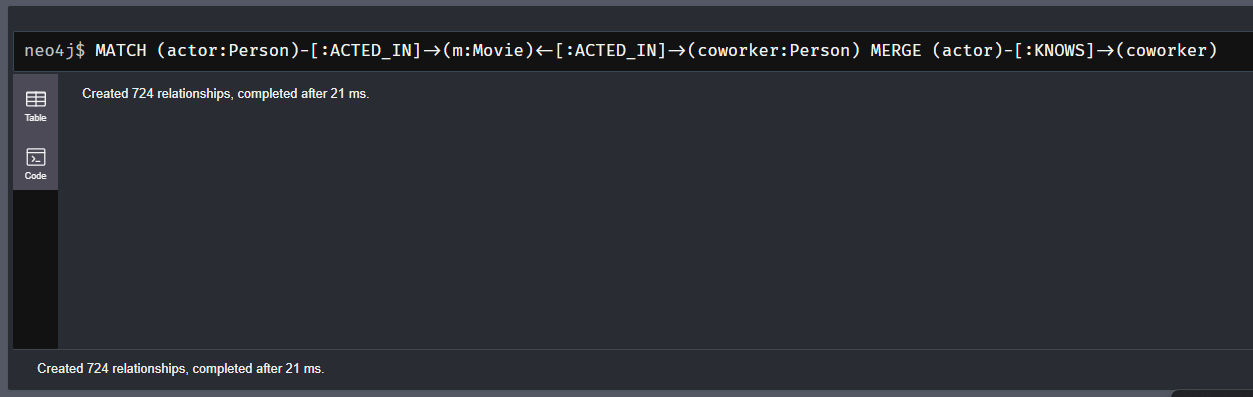 neo4j$ MATCH (actor:Person)-[:ACTED_IN]->(m:Movie)<-[:ACTED_IN]->(coworker:Person) MERGE (actor)-[:KNOWS]->(coworker)
Created 724 relationships, completed after 21 ms.
Table
Code
Created 724 relationships, completed after 21 ms.